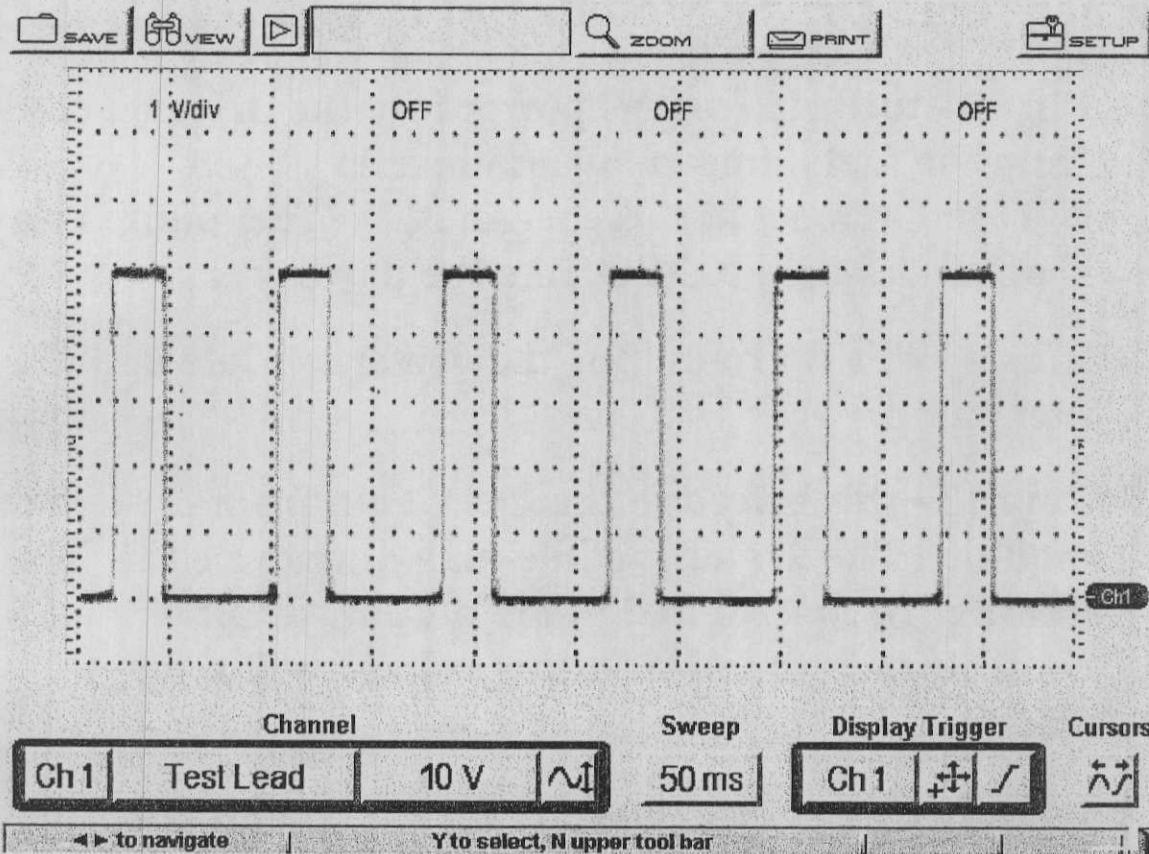 SAVE VIEW ZOOM PRINT SETUP
1 V/div OFF OFF OFF
Ch1
Channel Sweep Display Trigger Cursors
Ch 1 Test Lead 10 V 50 ms Ch 1
◄ ► to navigate Y to select, N upper tool bar